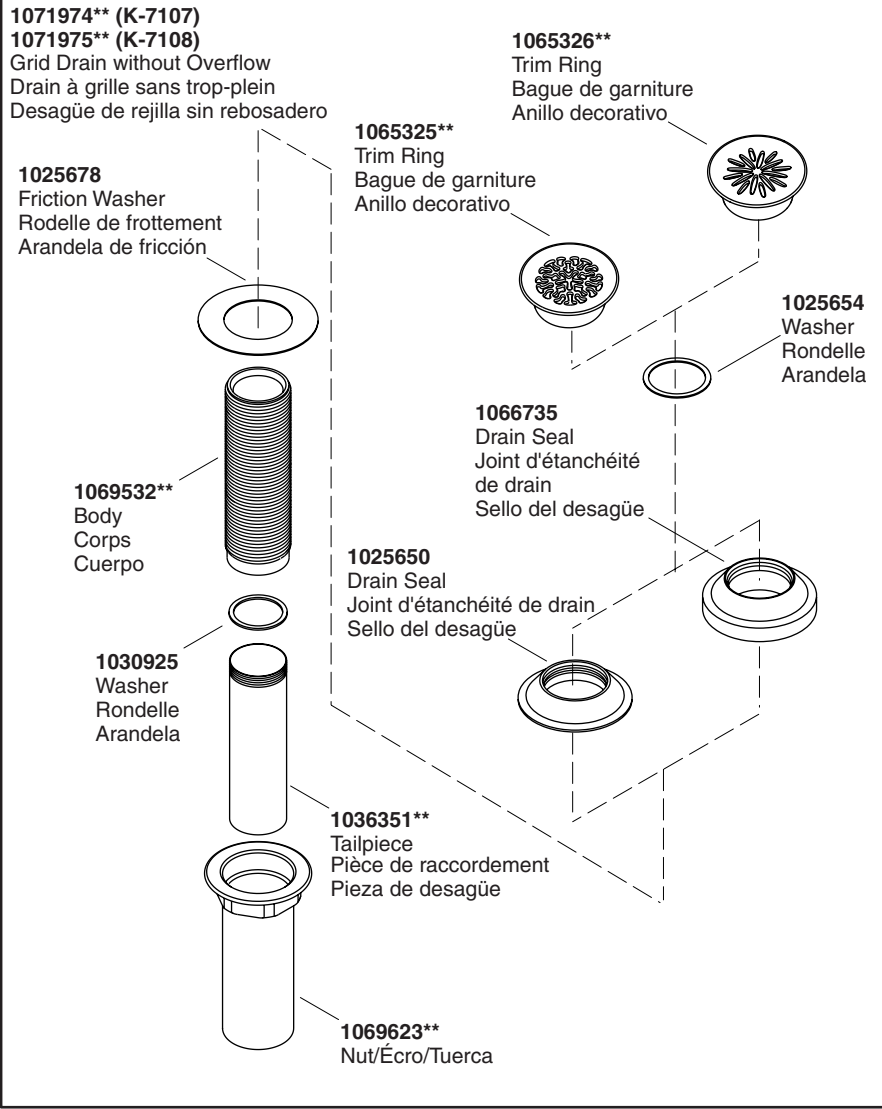 1071974** (K-7107)
1071975** (K-7108)
Grid Drain without Overflow
Drain à grille sans trop-plein
Desagüe de rejilla sin rebosadero
1065326**
Trim Ring
Bague de garniture
Anillo decorativo
1065325**
Trim Ring
Bague de garniture
Anillo decorativo
1025678
Friction Washer
Rodelle de frottement
Arandela de fricción
1025654
Washer
Rondelle
Arandela
1066735
Drain Seal
Joint d'étanchéité
de drain
Sello del desagüe
1069532**
Body
Corps
Cuerpo
1025650
Drain Seal
Joint d'étanchéité de drain
Sello del desagüe
1030925
Washer
Rondelle
Arandela
1036351**
Tailpiece
Pièce de raccordement
Pieza de desagüe
1069623**
Nut/Écro/Tuerca